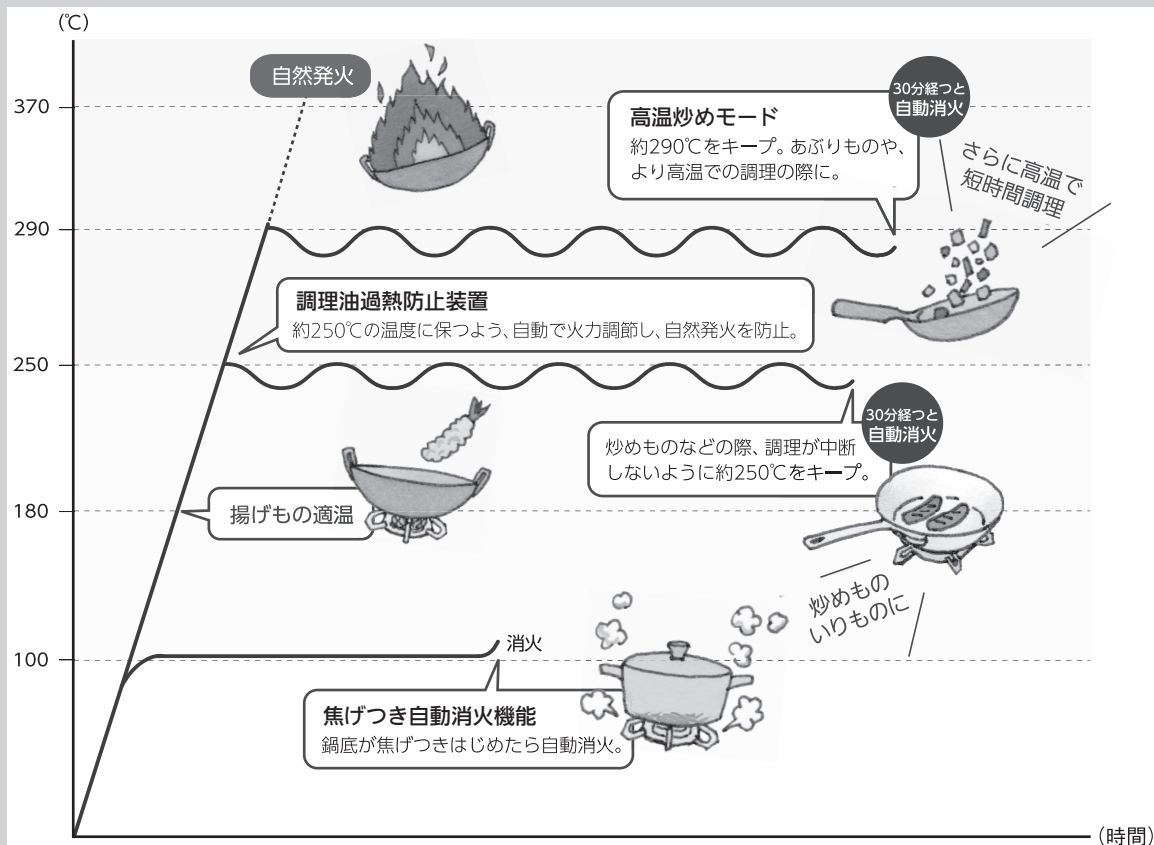 (℃)
自然発火
370
30分経つと
自動消火
高温炒めモード
約290℃をキープ。あぶりものや、
より高温での調理の際に。
さらに高温で
短時間調理
290
調理油過熱防止装置
約250℃の温度に保つよう、自動で火力調節し、自然発火を防止。
250
30分経つと
自動消火
炒めものなどの際、調理が中断
しないように約250℃をキープ。
180
揚げもの適温
炒めもの
いりものに
消火
100
焦げつき自動消火機能
鍋底が焦げつきはじめたら自動消火。
(時間)